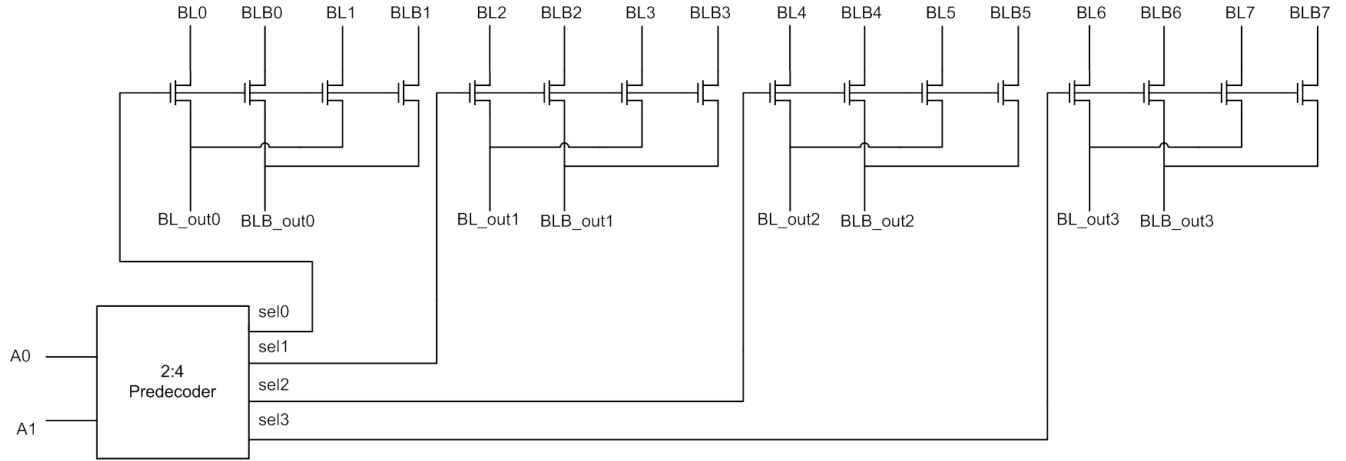 BL0 BLB0 BL1 BLB1 BL2 BLB2 BL3 BLB3 BL4 BLB4 BL5 BLB5 BL6 BLB6 BL7 BLB7
BL_out0 BLB_out0 BL_out1 BLB_out1 BL_out2 BLB_out2 BL_out3 BLB_out3
sel0
sel1
A0
2:4
Predecoder
sel2
sel3
A1